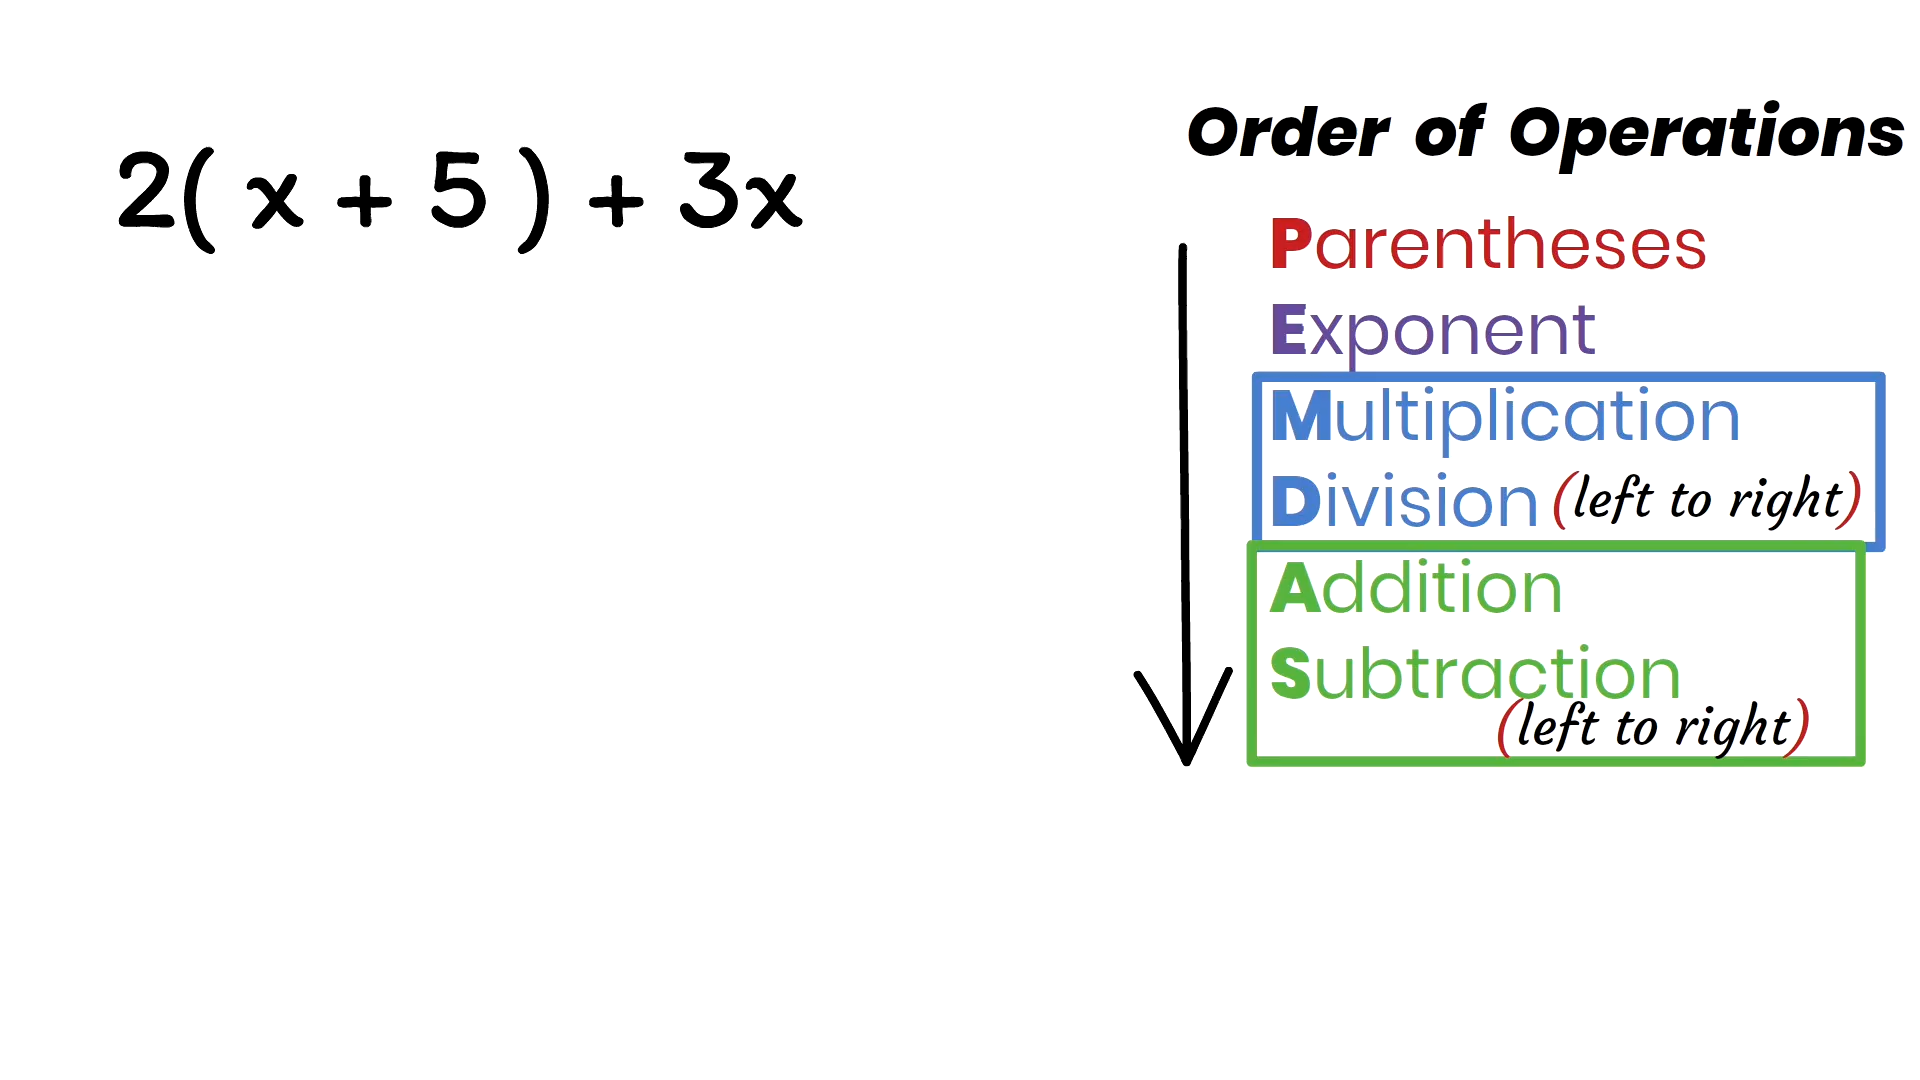 2( x + 5 ) + 3x
Order of Operations
Parentheses
Exponent
Multiplication
Division (left to right)
Addition
Subtraction
(left to right)